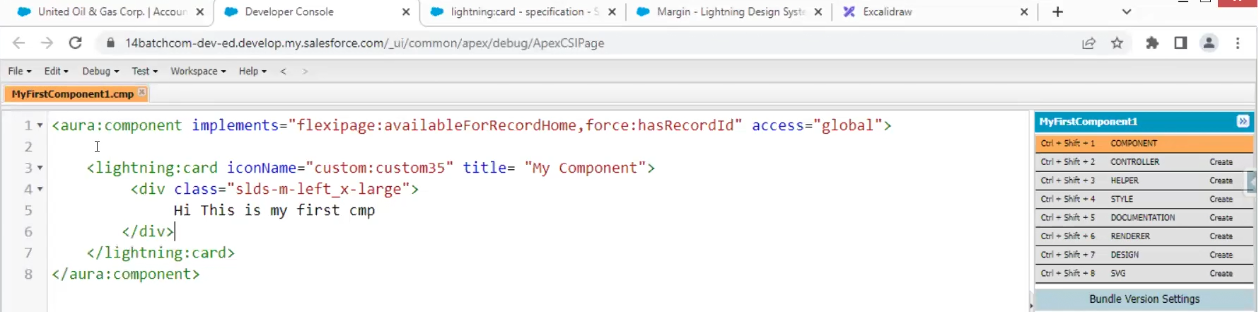 United Oil & Gas Corp. | Accoun
Developer Console
lightning:card - specification - S
Margin - Lightning Design Syste
Excalidraw
14batchcom-dev-ed.develop.my.salesforce.com/_ui/common/apex/debug/ApexCSIPage
File Edit Debug Test Workspace Help < >
MyFirstComponent1.cmp
1 <aura:component implements="flexipage:availableForRecordHome,force:hasRecordId" access="global">
2
3 <lightning:card iconName="custom:custom35" title= "My Component">
4 <div class="slds-m-left_x-large">
5 Hi This is my first cmp
6 </div>
7 </lightning:card>
8 </aura:component>
MyFirstComponent1
Ctrl + Shift + 1 COMPONENT
Ctrl + Shift + 2 CONTROLLER Create
Ctrl + Shift + 3 HELPER Create
Ctrl + Shift + 4 STYLE Create
Ctrl + Shift + 5 DOCUMENTATION Create
Ctrl + Shift + 6 RENDERER Create
Ctrl + Shift + 7 DESIGN Create
Ctrl + Shift + 8 SVG Create
Bundle Version Settings